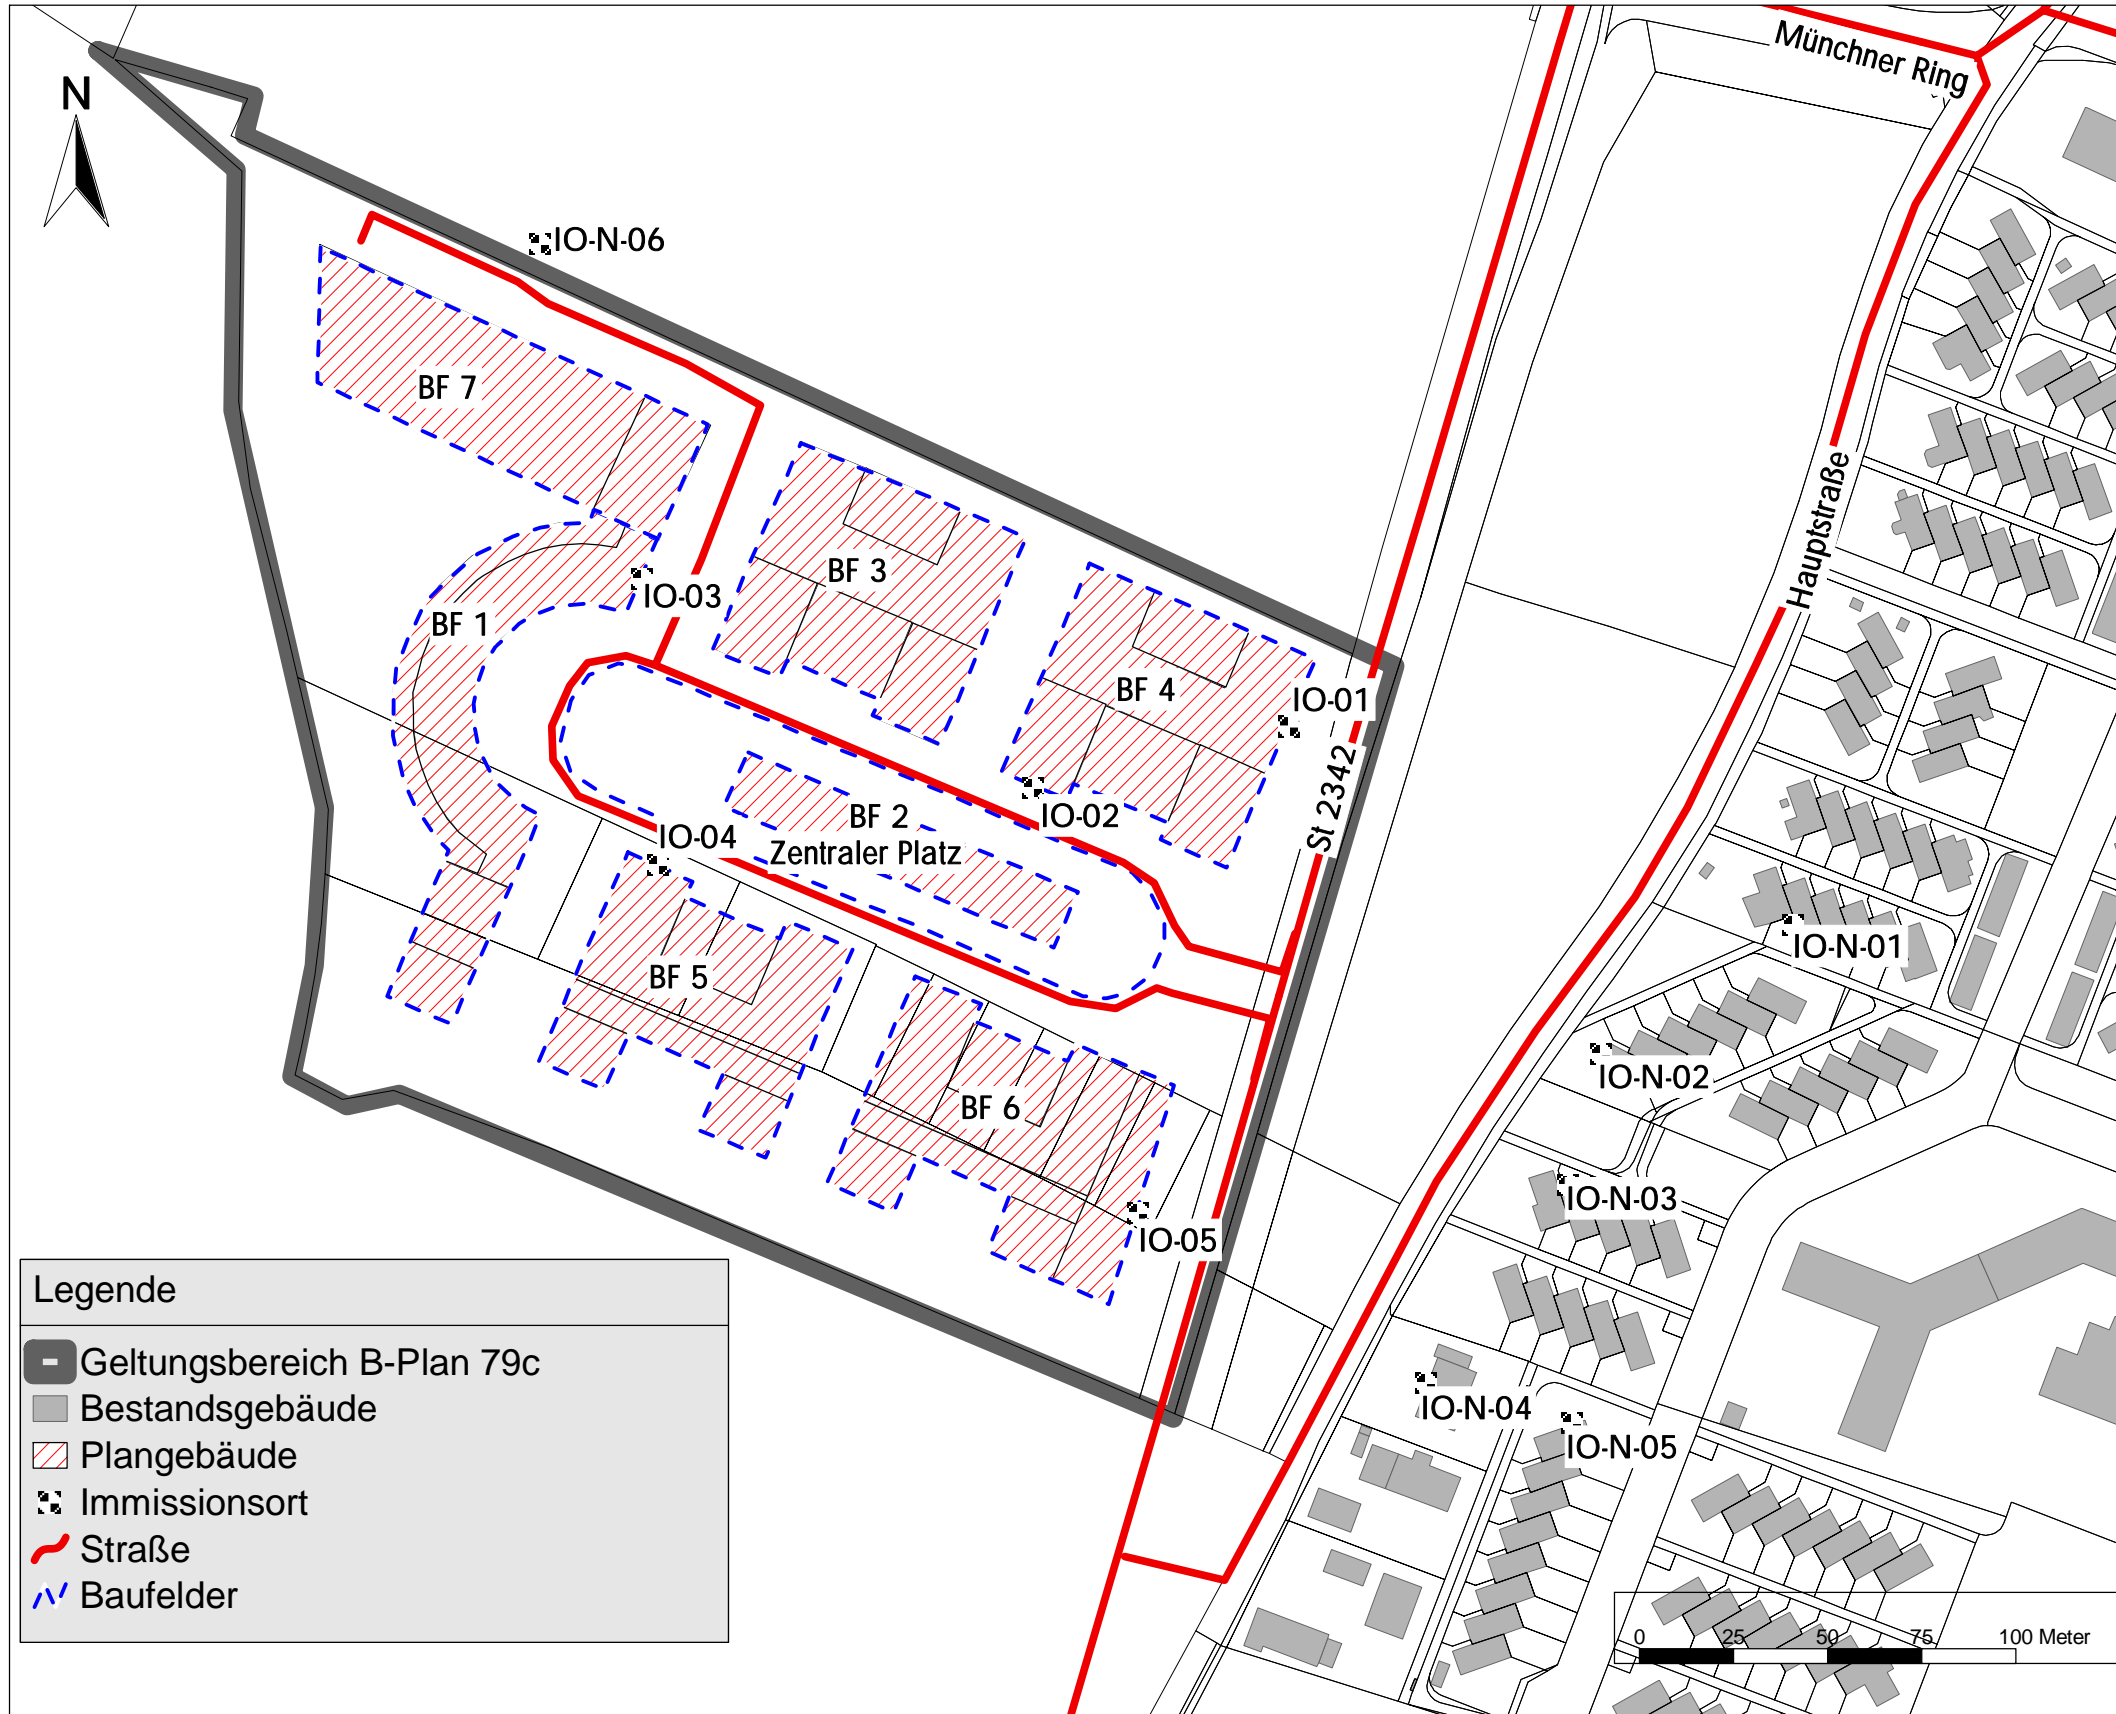 Münchner Ring
N
IO-N-06
BF 7
Hauptstraße
BF 3
IO-03
BF 1
BF 4
IO-01
St 2342
BF 2
IO-02
IO-04
Zentraler Platz
IO-N-01
BF 5
IO-N-02
BF 6
IO-N-03
IO-05
Legende
Geltungsbereich B-Plan 79c
Bestandsgebäude
Plangebäude
Immissionsort
Straße
Baufelder
IO-N-04
IO-N-05
0 25 50 75 100 Meter